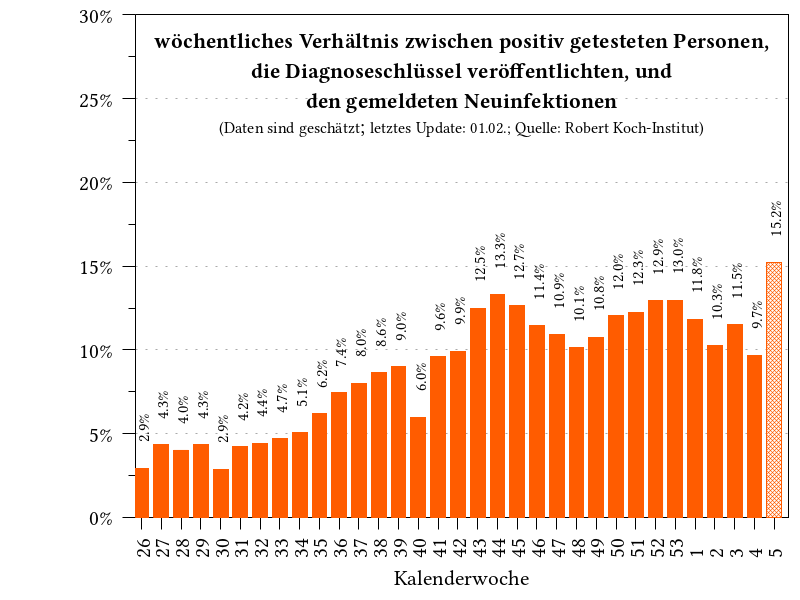 wöchentliches Verhältnis zwischen positiv getesteten Personen,
die Diagnoseschlüssel veröffentlichten, und
den gemeldeten Neuinfektionen
(Daten sind geschätzt; letztes Update: 01.02.; Quelle: Robert Koch-Institut)
30%
25%
20%
15%
10%
5%
0%
2.9% 4.3% 4.0% 4.3% 2.9% 4.2% 4.4% 4.7% 5.1% 6.2% 7.4% 8.0% 8.6% 9.0% 6.0% 9.6% 9.9% 12.5% 13.3% 12.7% 11.4% 10.9% 10.1% 10.8% 12.0% 12.3% 12.9% 13.0% 11.8% 10.3% 11.5% 9.7% 15.2%
26 27 28 29 30 31 32 33 34 35 36 37 38 39 40 41 42 43 44 45 46 47 48 49 50 51 52 53 1 2 3 4 5
Kalenderwoche